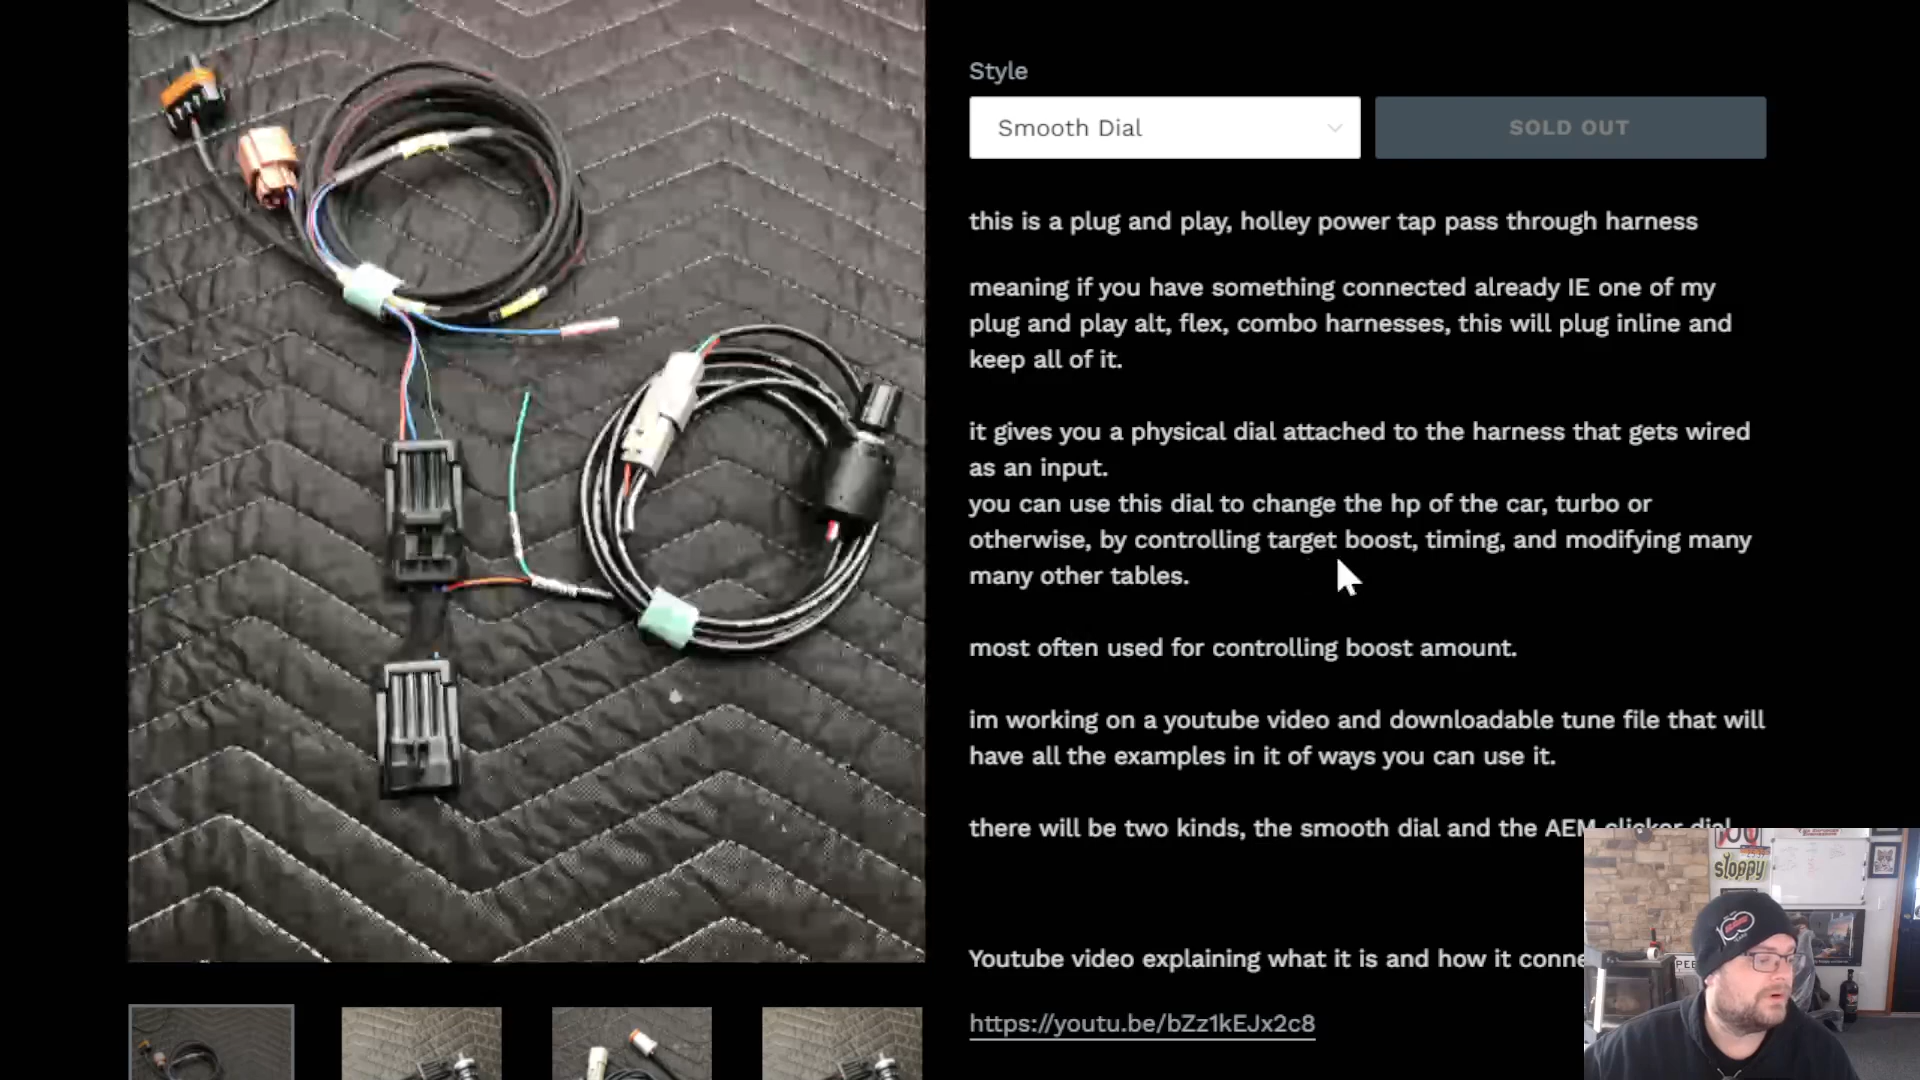 Style
Smooth Dial
SOLD OUT
this is a plug and play, holley power tap pass through harness
meaning if you have something connected already IE one of my
plug and play alt, flex, combo harnesses, this will plug inline and
keep all of it.
it gives you a physical dial attached to the harness that gets wired
as an input.
you can use this dial to change the hp of the car, turbo or
otherwise, by controlling target boost, timing, and modifying many
many other tables.
most often used for controlling boost amount.
im working on a youtube video and downloadable tune file that will
have all the examples in it of ways you can use it.
there will be two kinds, the smooth dial and the AEM clicker dial
Youtube video explaining what it is and how it conne
https://youtu.be/bZz1kEJx2c8
sloppy